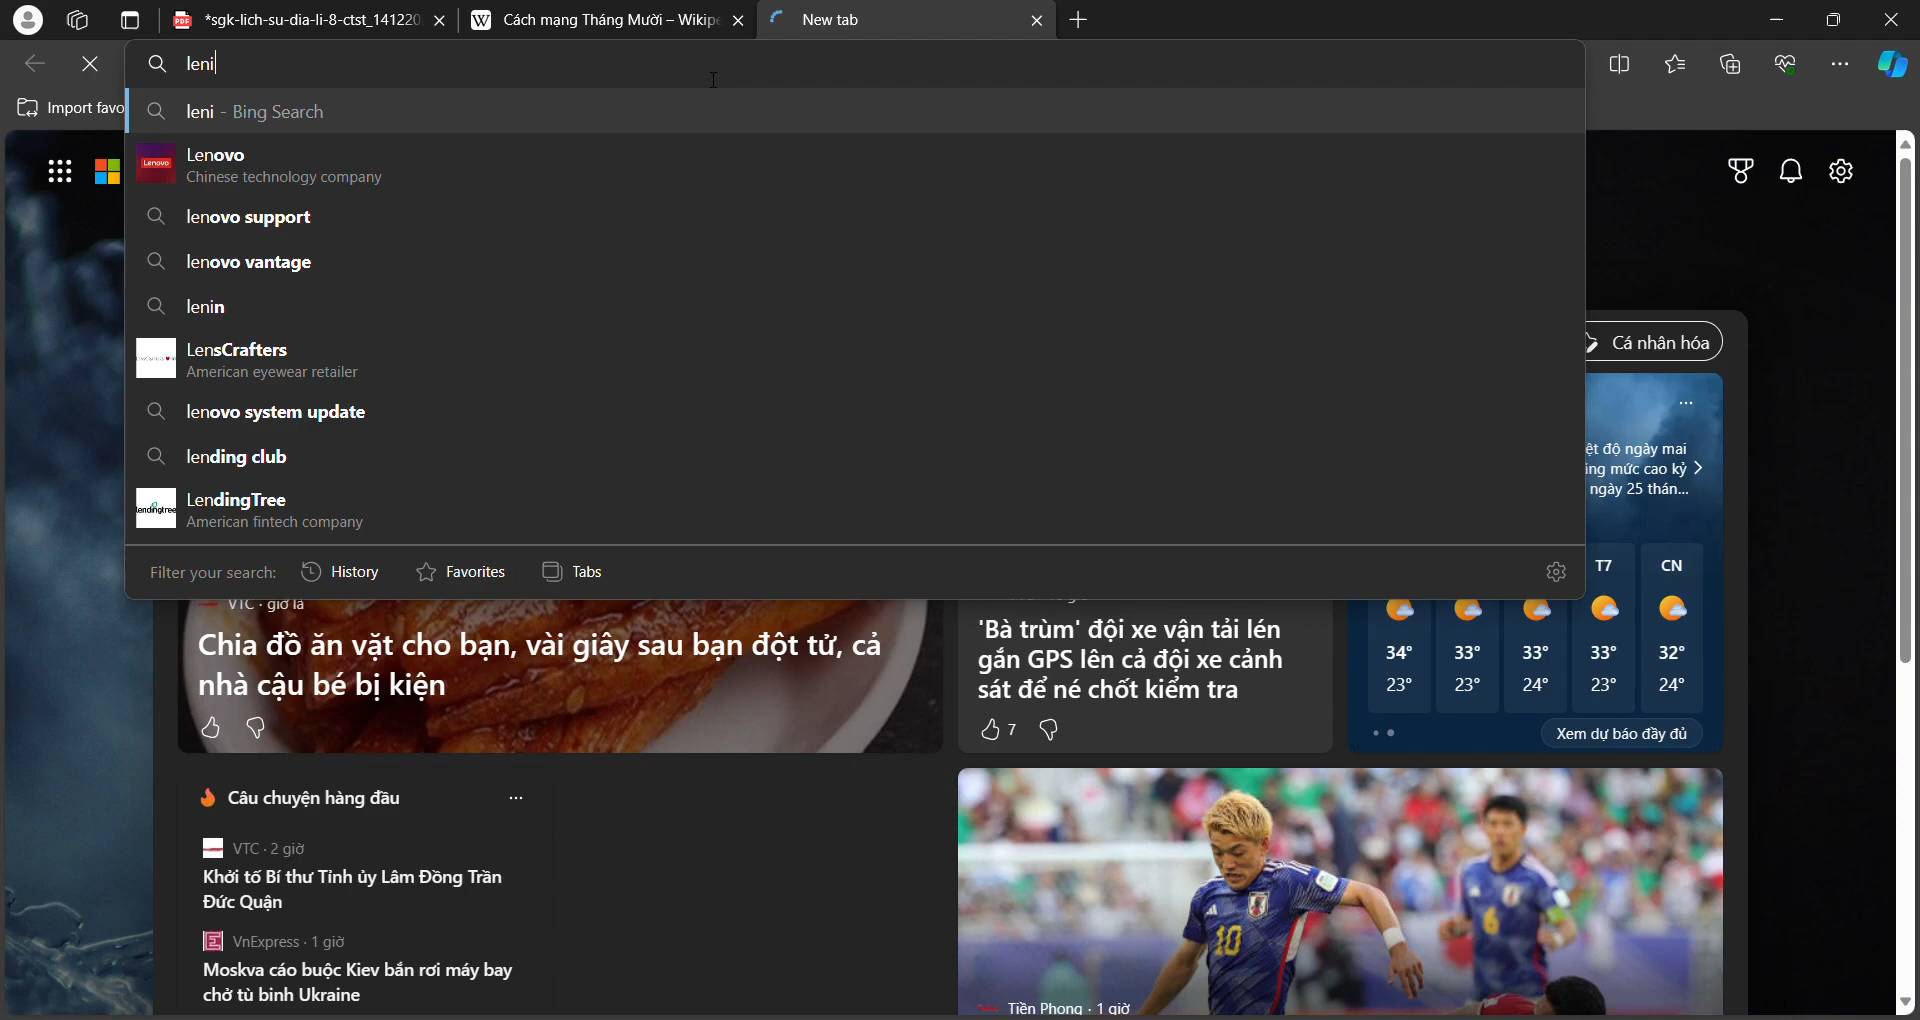 *sgk-lich-su-dia-li-8-ctst_141220
Cách mạng Tháng Mười – Wikipe
New tab
leni
Import favo
leni - Bing Search
Lenovo
Chinese technology company
lenovo support
lenovo vantage
lenin
LensCrafters
American eyewear retailer
lenovo system update
lending club
LendingTree
American fintech company
Filter your search:
History
Favorites
Tabs
Cá nhân hóa
ệt độ ngày mai
ng mức cao kỷ
ngày 25 thán...
T7
CN
34°
33°
33°
33°
32°
23°
23°
24°
23°
24°
Xem dự báo đầy đủ
VTC · giờ là
Chia đồ ăn vặt cho bạn, vài giây sau bạn đột tử, cả
nhà cậu bé bị kiện
'Bà trùm' đội xe vận tải lén
gắn GPS lên cả đội xe cảnh
sát để né chốt kiểm tra
7
Câu chuyện hàng đầu
VTC · 2 giờ
Khởi tố Bí thư Tỉnh ủy Lâm Đồng Trần
Đức Quận
VnExpress · 1 giờ
Moskva cáo buộc Kiev bắn rơi máy bay
chở tù binh Ukraine
10
6
Tiền Phong · 1 giờ